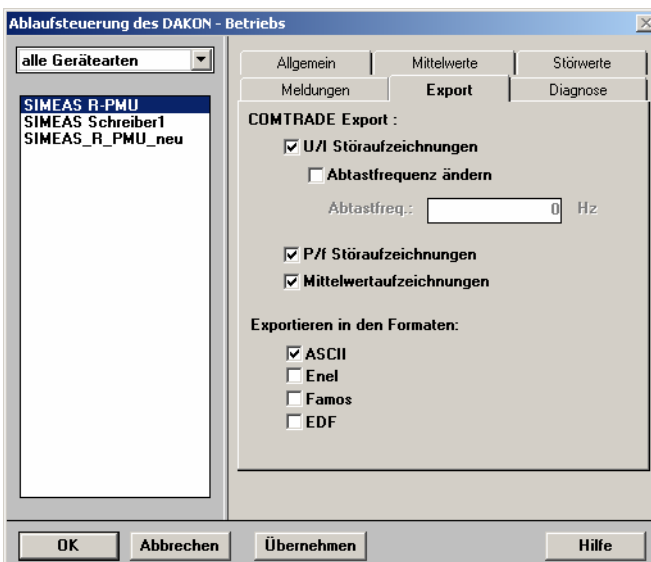 Ablaufsteuerung des DAKON - Betriebs
alle Gerätearten
SIMEAS R-PMU
SIMEAS Schreiber1
SIMEAS_R_PMU_neu
Allgemein
Mittelwerte
Störwerte
Meldungen
Export
Diagnose
COMTRADE Export :
U/I Störaufzeichnungen
Abtastfrequenz ändern
Abtastfreq.: 0 Hz
P/f Störaufzeichnungen
Mittelwertaufzeichnungen
Exportieren in den Formaten:
ASCII
Enel
Famos
EDF
OK
Abbrechen
Übernehmen
Hilfe